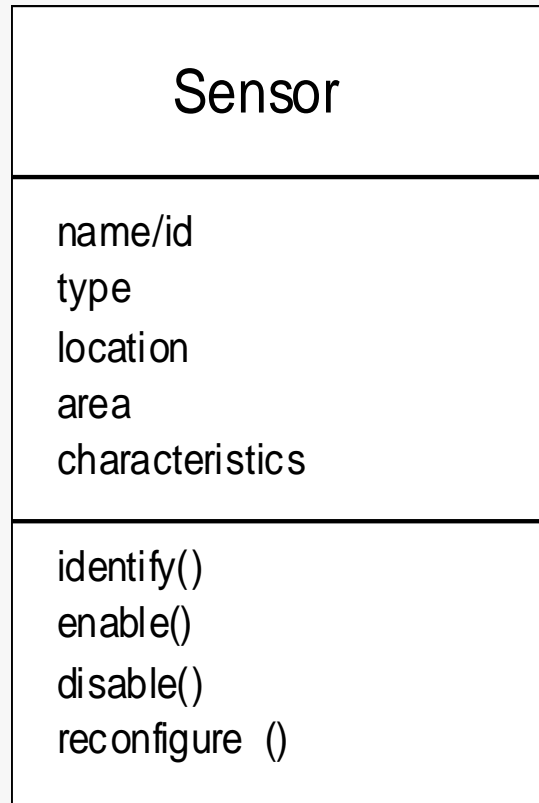 Sensor
name/id
type
location
area
characteristics
identify()
enable()
disable()
reconfigure ()